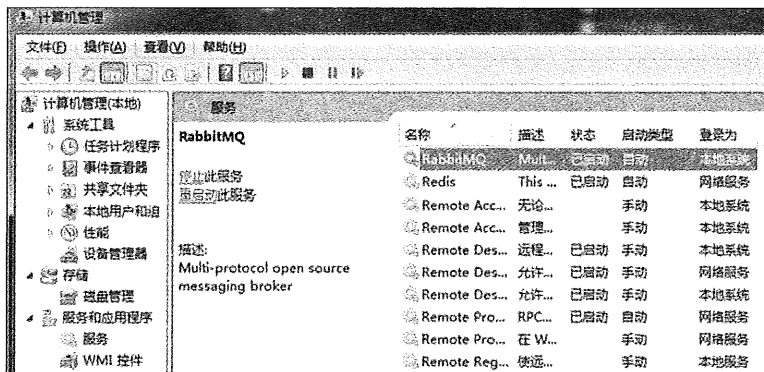 计算机管理
文件(F) 操作(A) 查看(V) 帮助(H)
计算机管理(本地)
系统工具
任务计划程序
事件查看器
共享文件夹
本地用户和组
性能
设备管理器
存储
磁盘管理
服务和应用程序
服务
WMI 控件
服务
RabbitMQ
停止此服务
重启动此服务
描述:
Multi-protocol open source
messaging broker
名称 描述 状态 启动类型 登录为
RabbitMQ Mult... 已启动 自动 本地系统
Redis This ... 已启动 自动 网络服务
Remote Acc... 无论... 手动 本地系统
Remote Acc... 管理... 手动 本地系统
Remote Des... 远程... 已启动 手动 本地系统
Remote Des... 允许... 已启动 手动 网络服务
Remote Des... 允许... 已启动 手动 本地系统
Remote Pro... RPC... 已启动 自动 网络服务
Remote Pro... 在 W... 手动 网络服务
Remote Reg... 使远... 手动 本地服务